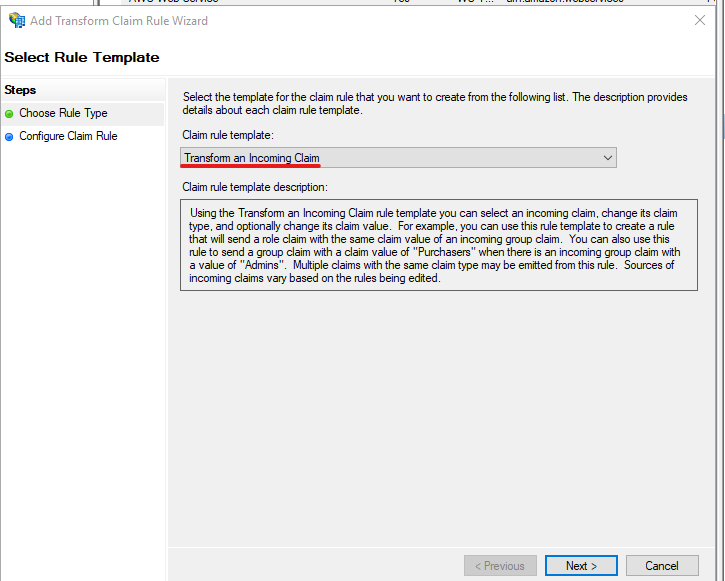 Add Transform Claim Rule Wizard
Select Rule Template
Steps
Choose Rule Type
Configure Claim Rule
Select the template for the claim rule that you want to create from the following list. The description provides
details about each claim rule template.
Claim rule template:
Transform an Incoming Claim
Claim rule template description:
Using the Transform an Incoming Claim rule template you can select an incoming claim, change its claim
type, and optionally change its claim value. For example, you can use this rule template to create a rule
that will send a role claim with the same claim value of an incoming group claim. You can also use this
rule to send a group claim with a claim value of "Purchasers" when there is an incoming group claim with
a value of "Admins". Multiple claims with the same claim type may be emitted from this rule. Sources of
incoming claims vary based on the rules being edited.
< Previous
Next >
Cancel